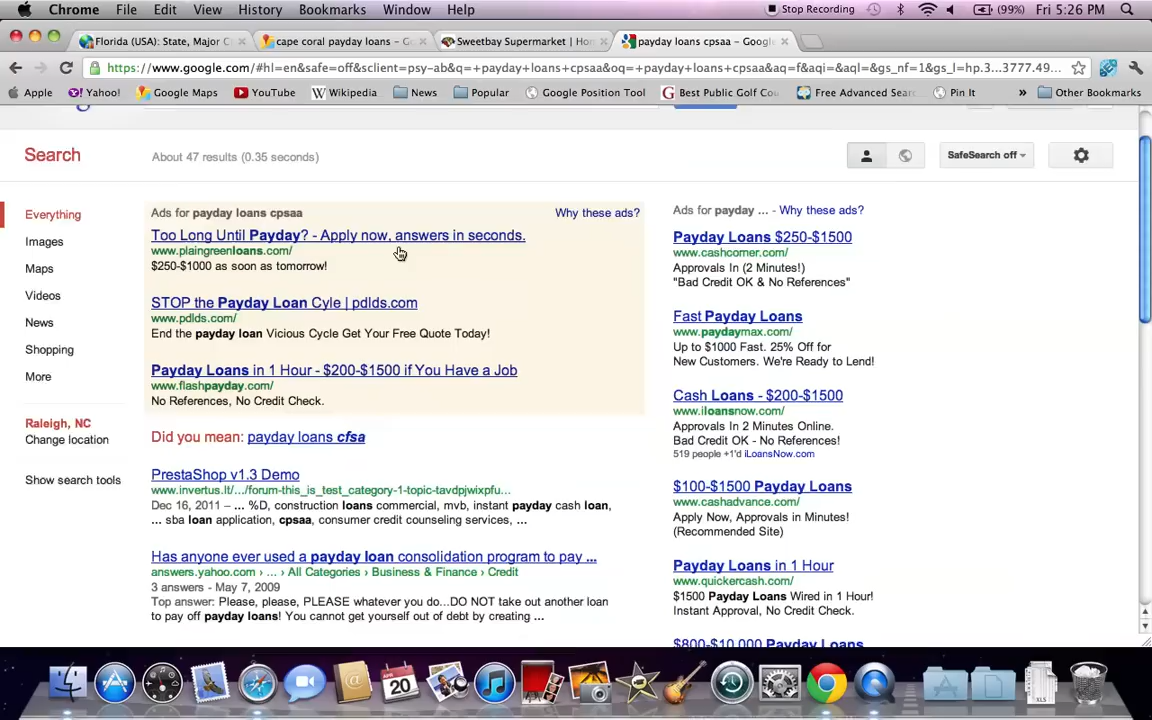 Chrome File Edit View History Bookmarks Window Help Stop Recording (99%) Fri 5:26 PM
Florida (USA): State, Major C cape coral payday loans – Go Sweetbay Supermarket | Hom payday loans cpsaa – Google
https://www.google.com/#hl=en&safe=off&sclient=psy-ab&q=+payday+loans+cpsaa&oq=+payday+loans+cpsaa&aq=f&aqi=&aql=&gs_nf=1&gs_l=hp.3...3777.49...
Apple Yahoo! Google Maps YouTube Wikipedia News Popular Google Position Tool Best Public Golf Cou Free Advanced Sear Pin It » Other Bookmarks
Search
About 47 results (0.35 seconds)
SafeSearch off
Everything
Images
Maps
Videos
News
Shopping
More
Raleigh, NC
Change location
Show search tools
Ads for payday loans cpsaa
Why these ads?
Too Long Until Payday? - Apply now, answers in seconds.
www.plaingreenloans.com/
$250-$1000 as soon as tomorrow!
STOP the Payday Loan Cyle | pdlds.com
www.pdlds.com/
End the payday loan Vicious Cycle Get Your Free Quote Today!
Payday Loans in 1 Hour - $200-$1500 if You Have a Job
www.flashpayday.com/
No References, No Credit Check.
Did you mean: payday loans cfsa
PrestaShop v1.3 Demo
www.invertus.lt/.../forum-this_is_test_category-1-topic-tavdpjwixpfu...
Dec 16, 2011 – ... %D, construction loans commercial, mvb, instant payday cash loan,
... sba loan application, cpsaa, consumer credit counseling services, ...
Has anyone ever used a payday loan consolidation program to pay ...
answers.yahoo.com › ... › All Categories › Business & Finance › Credit
3 answers - May 7, 2009
Top answer: Please, please, PLEASE whatever you do...DO NOT take out another loan
to pay off payday loans! You cannot get yourself out of debt by creating ...
Ads for payday ... - Why these ads?
Payday Loans $250-$1500
www.cashcorner.com/
Approvals In (2 Minutes!)
"Bad Credit OK & No References"
Fast Payday Loans
www.paydaymax.com/
Up to $1000 Fast. 25% Off for
New Customers. We're Ready to Lend!
Cash Loans - $200-$1500
www.iloansnow.com/
Approvals In 2 Minutes Online.
Bad Credit OK - No References!
519 people +1'd iLoansNow.com
$100-$1500 Payday Loans
www.cashadvance.com/
Apply Now, Approvals in Minutes!
(Recommended Site)
Payday Loans in 1 Hour
www.quickercash.com/
$1500 Payday Loans Wired in 1 Hour!
Instant Approval, No Credit Check.
$800-$10,000 Payday Loans
APR
20
XLS